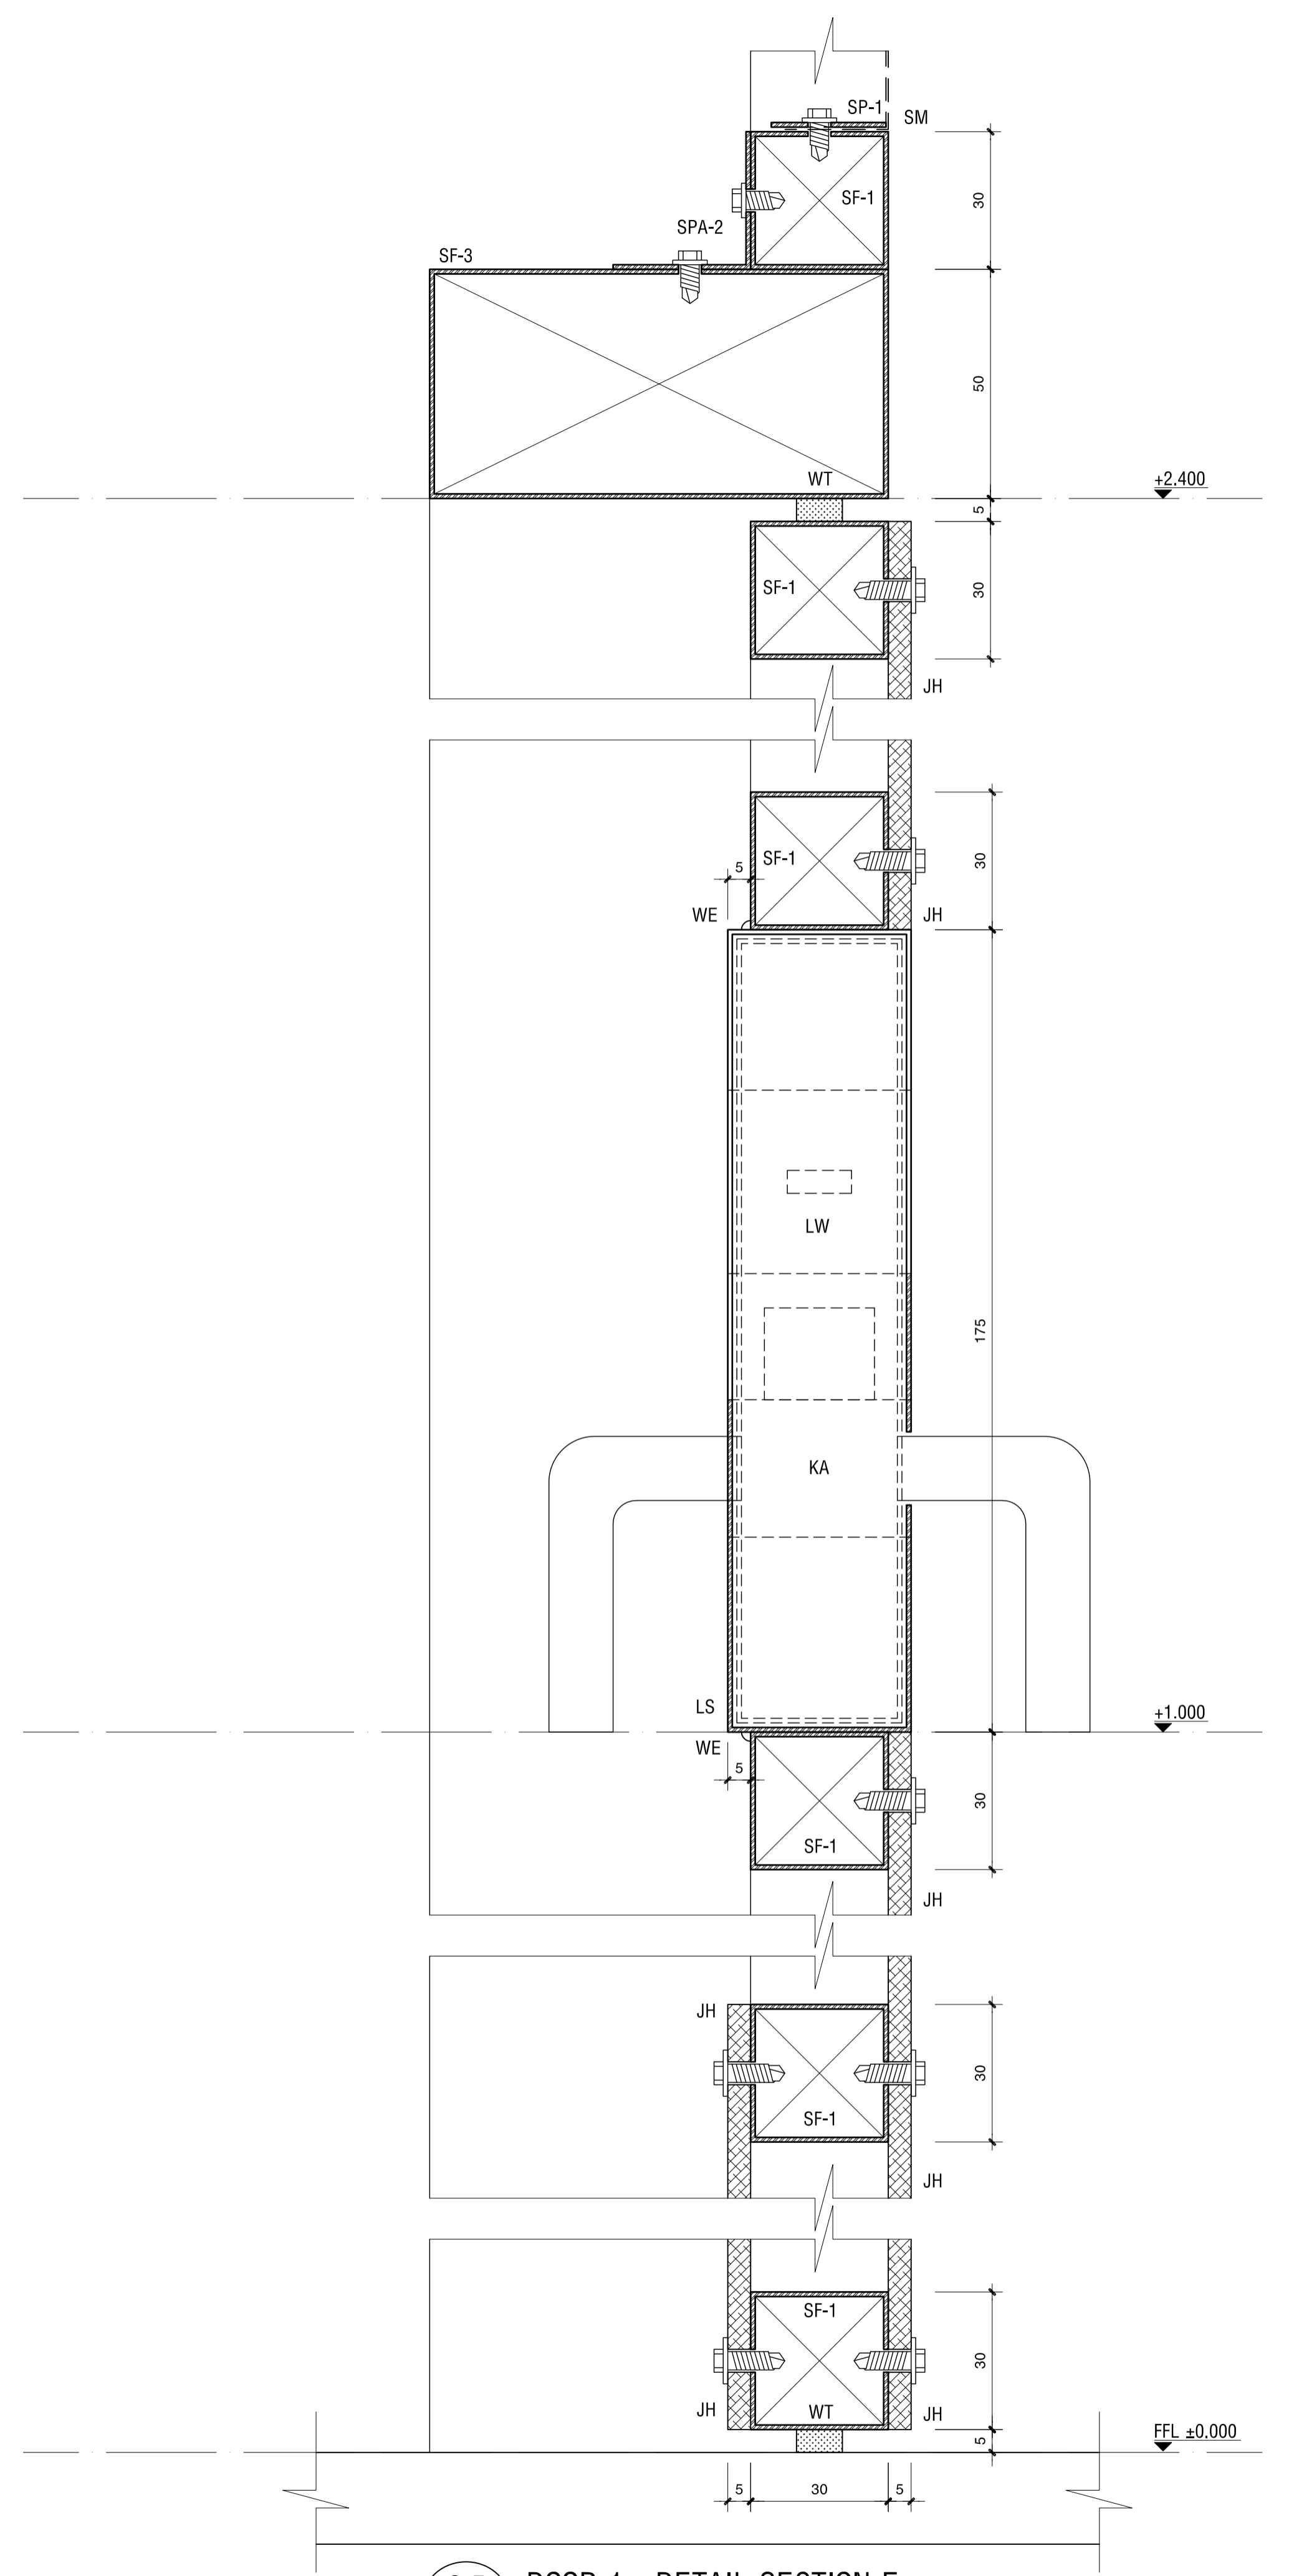 SP-1
SM
SF-1
30
SPA-2
SF-3
50
WT
+2.400
5
SF-1
30
JH
SF-1
30
5
WE
JH
LW
175
KA
LS
+1.000
WE
5
30
SF-1
JH
JH
30
SF-1
JH
SF-1
30
JH
WT
JH
FFL ±0.000
5
5
30
5